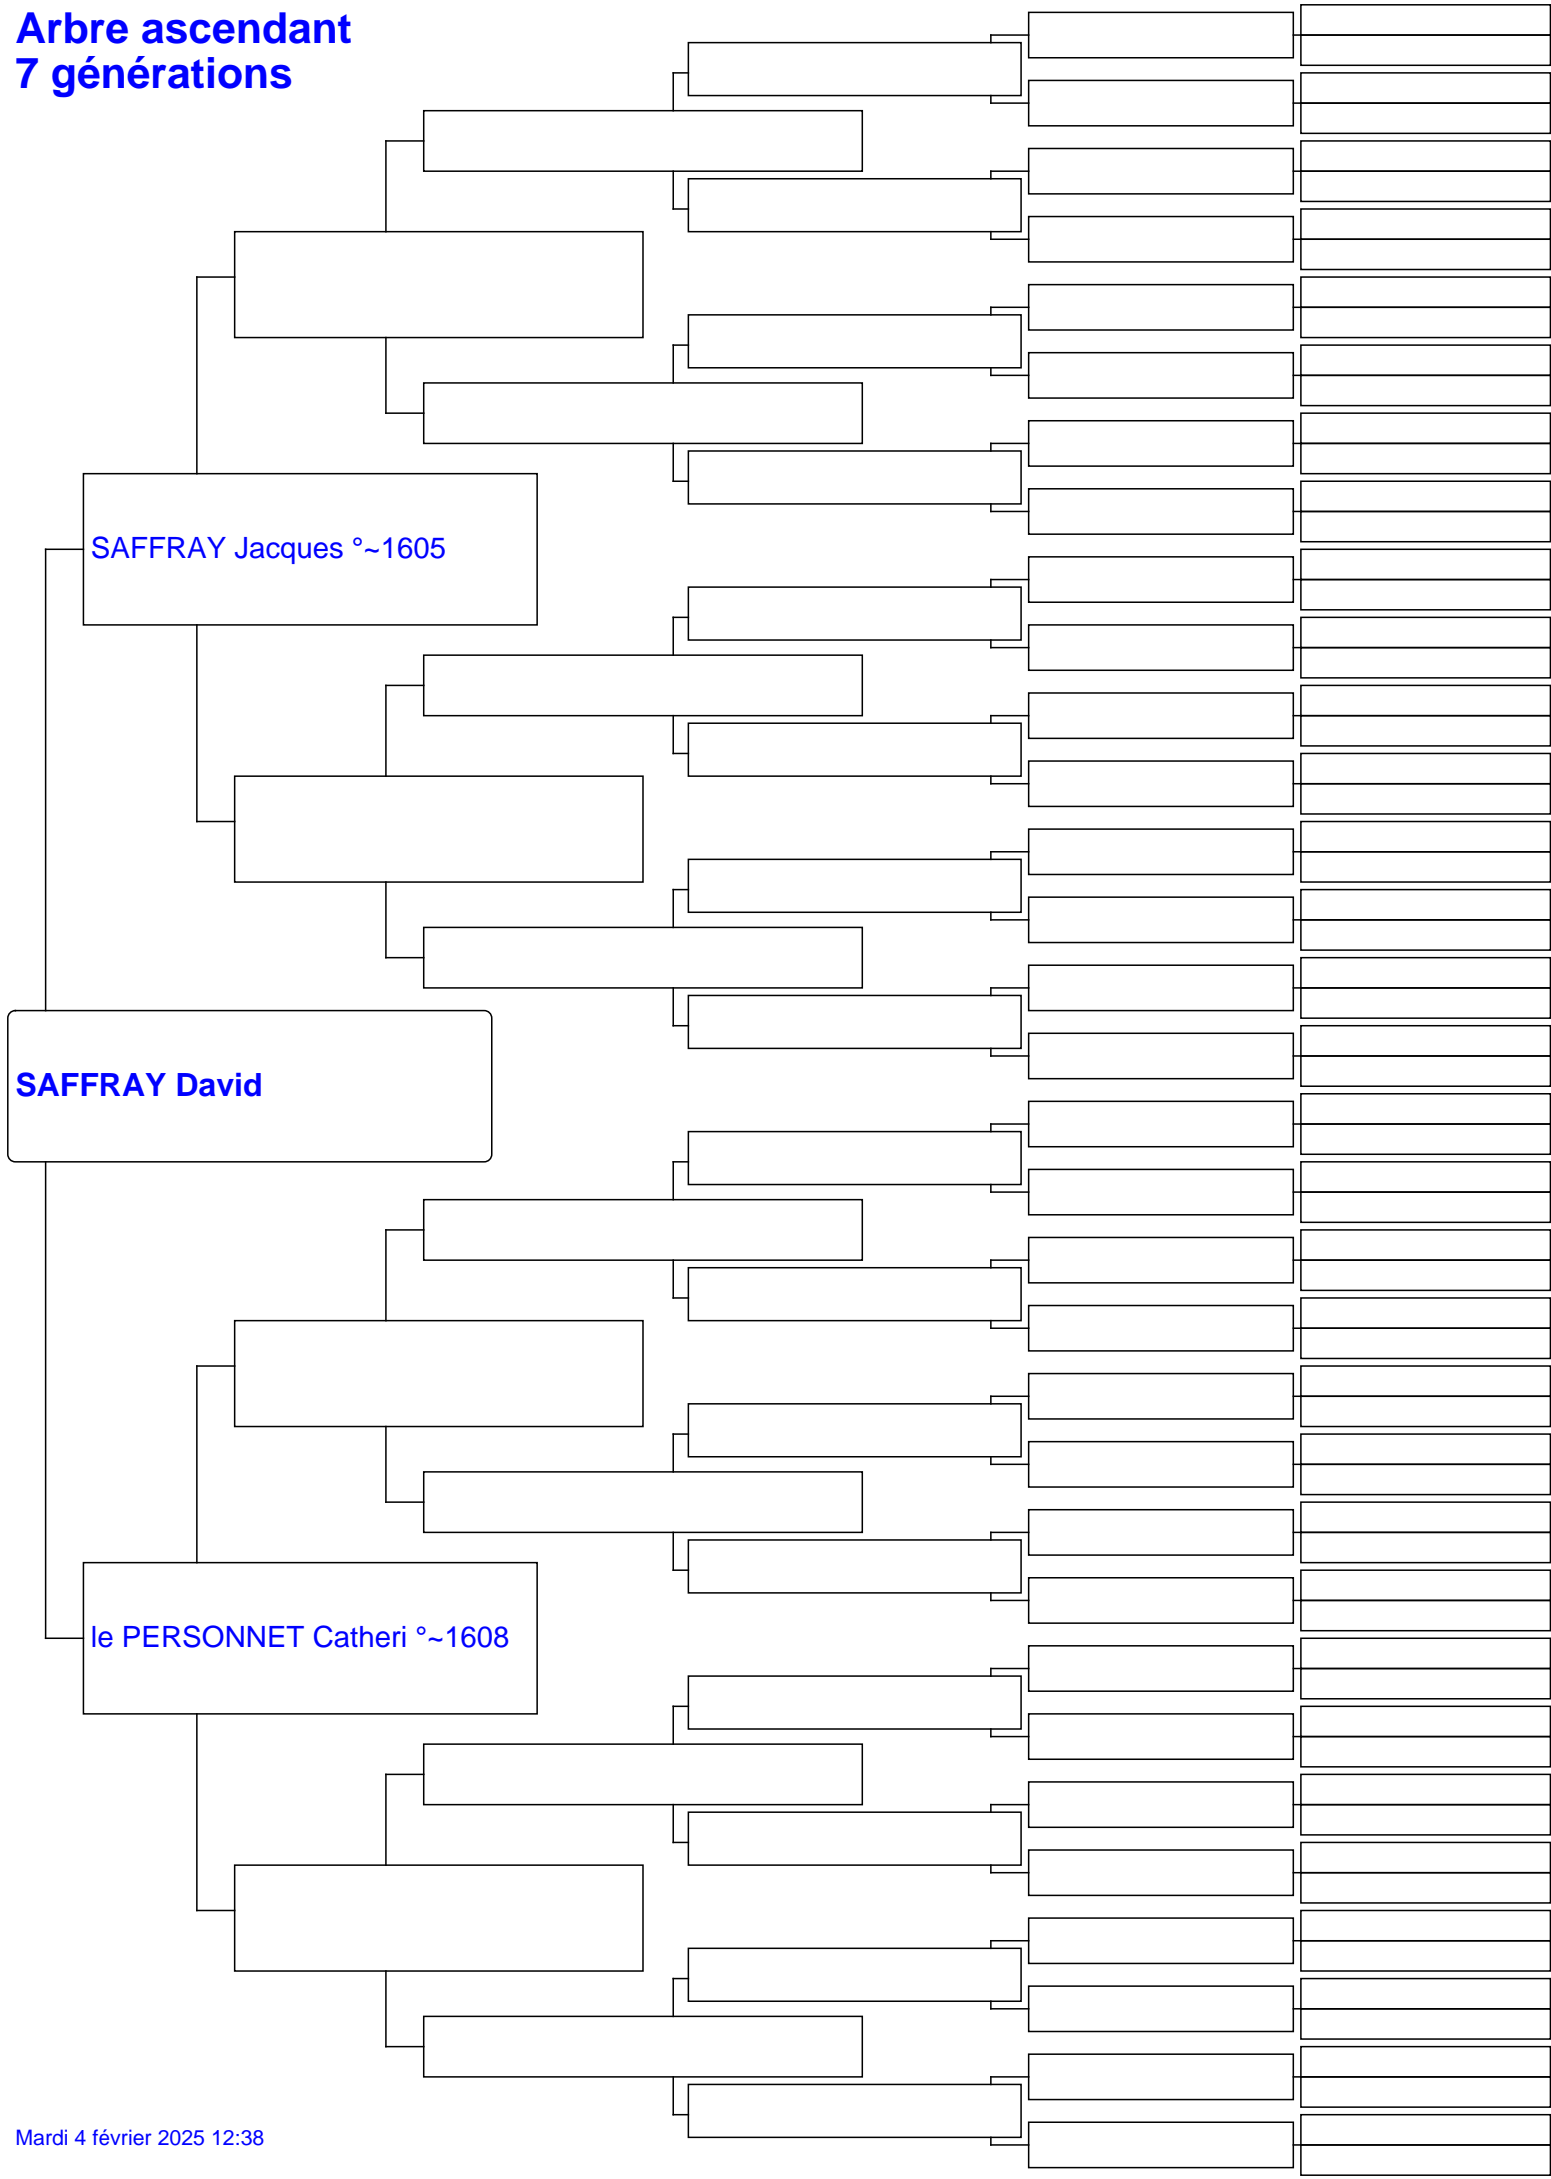 Arbre ascendant
7 générations
SAFFRAY Jacques °~1605
SAFFRAY David
le PERSONNET Catheri °~1608
Mardi 4 février 2025 12:38